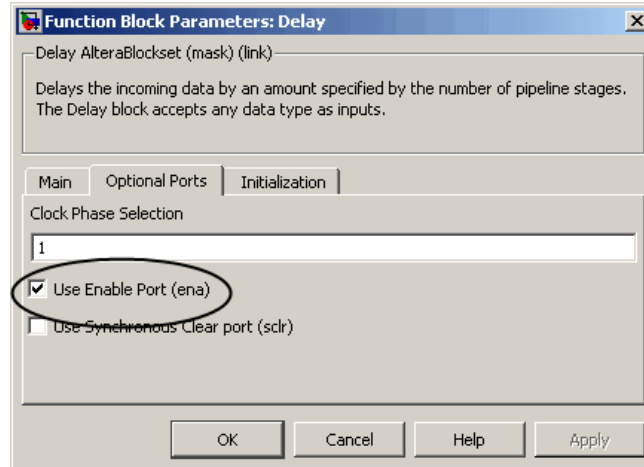 Function Block Parameters: Delay
Delay AlteraBlockset (mask) (link)
Delays the incoming data by an amount specified by the number of pipeline stages.
The Delay block accepts any data type as inputs.
Main Optional Ports Initialization
Clock Phase Selection
1
Use Enable Port (ena)
Use Synchronous Clear port (sclr)
OK Cancel Help Apply